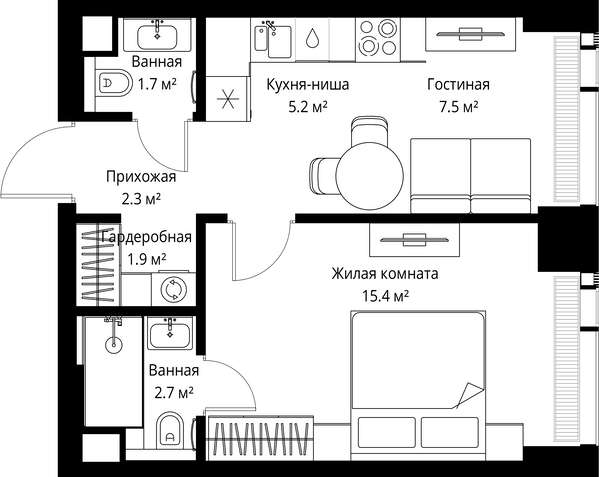 Ванная
1.7 м²
Кухня-ниша
5.2 м²
Гостиная
7.5 м²
Прихожая
2.3 м²
Гардеробная
1.9 м²
Жилая комната
15.4 м²
Ванная
2.7 м²